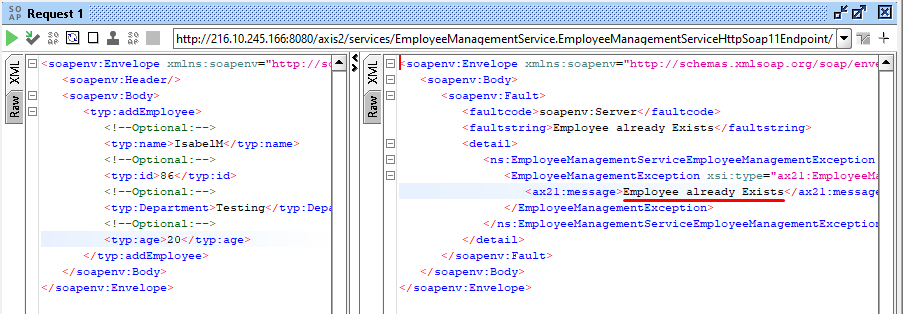 SO AP Request 1
http://216.10.245.166:8080/axis2/services/EmployeeManagementService.EmployeeManagementServiceHttpSoap11Endpoint/
XML
Raw
<soapenv:Envelope xmlns:soapenv="http://sc
<soapenv:Header/>
<soapenv:Body>
<typ:addEmployee>
<!--Optional:-->
<typ:name>IsabelM</typ:name>
<!--Optional:-->
<typ:id>86</typ:id>
<!--Optional:-->
<typ:Department>Testing</typ:Depa
<!--Optional:-->
<typ:age>20</typ:age>
</typ:addEmployee>
</soapenv:Body>
</soapenv:Envelope>
XML
Raw
<soapenv:Envelope xmlns:soapenv="http://schemas.xmlsoap.org/soap/enve
<soapenv:Body>
<soapenv:Fault>
<faultcode>soapenv:Server</faultcode>
<faultstring>Employee already Exists</faultstring>
<detail>
<ns:EmployeeManagementServiceEmployeeManagementException
<EmployeeManagementException xsi:type="ax21:EmployeeMa
<ax21:message>Employee already Exists</ax21:message
</EmployeeManagementException>
</ns:EmployeeManagementServiceEmployeeManagementException
</detail>
</soapenv:Fault>
</soapenv:Body>
</soapenv:Envelope>